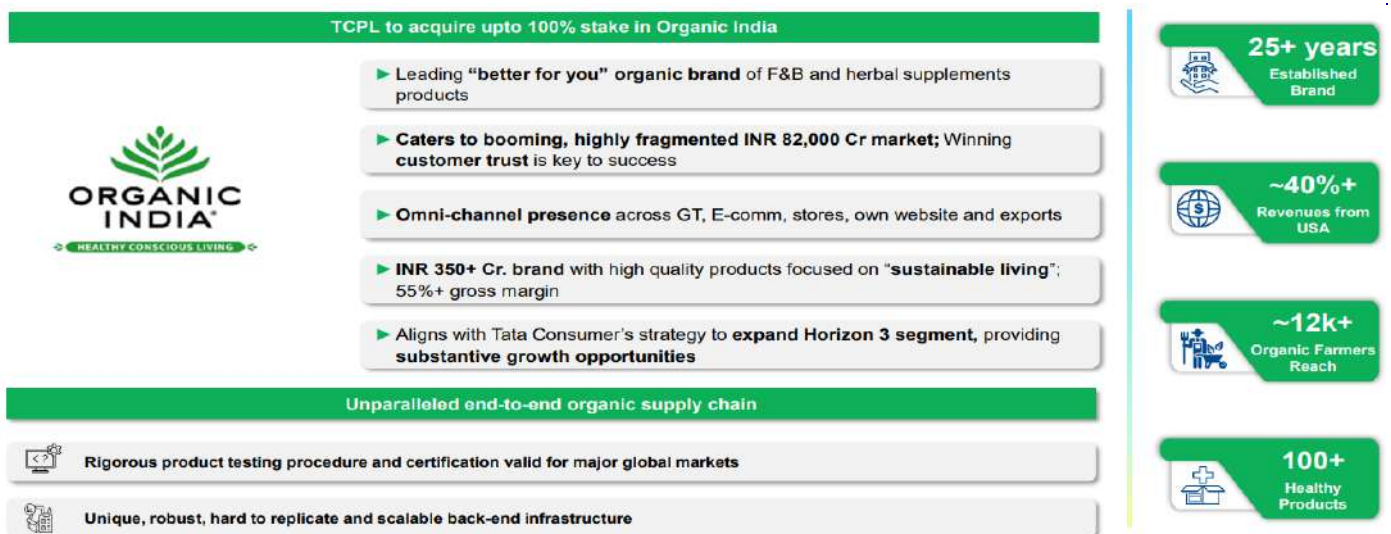 TCPL to acquire upto 100% stake in Organic India
► Leading “better for you” organic brand of F&B and herbal supplements
products
► Caters to booming, highly fragmented INR 82,000 Cr market; Winning
customer trust is key to success
► Omni-channel presence across GT, E-comm, stores, own website and exports
► INR 350+ Cr. brand with high quality products focused on “sustainable living”;
55%+ gross margin
► Aligns with Tata Consumer's strategy to expand Horizon 3 segment, providing
substantive growth opportunities
ORGANIC
INDIA
HEALTHY CONSCIOUS LIVING
Unparalleled end-to-end organic supply chain
Rigorous product testing procedure and certification valid for major global markets
Unique, robust, hard to replicate and scalable back-end infrastructure
25+ years
Established
Brand
~40%+
Revenues from
USA
~12k+
Organic Farmers
Reach
100+
Healthy
Products